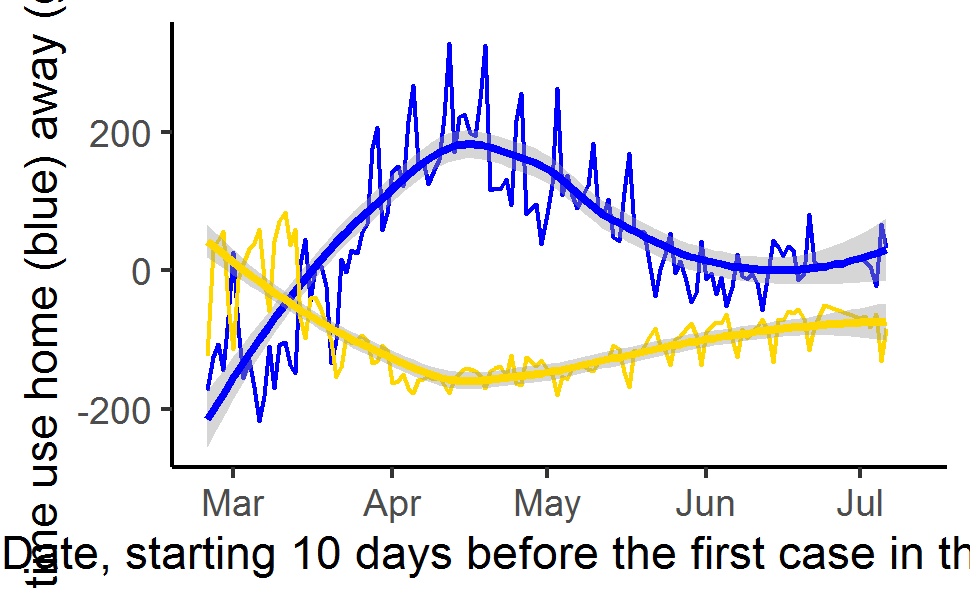 time use home (blue) away (
200
0
-200
Mar Apr May Jun Jul
Date, starting 10 days before the first case in th